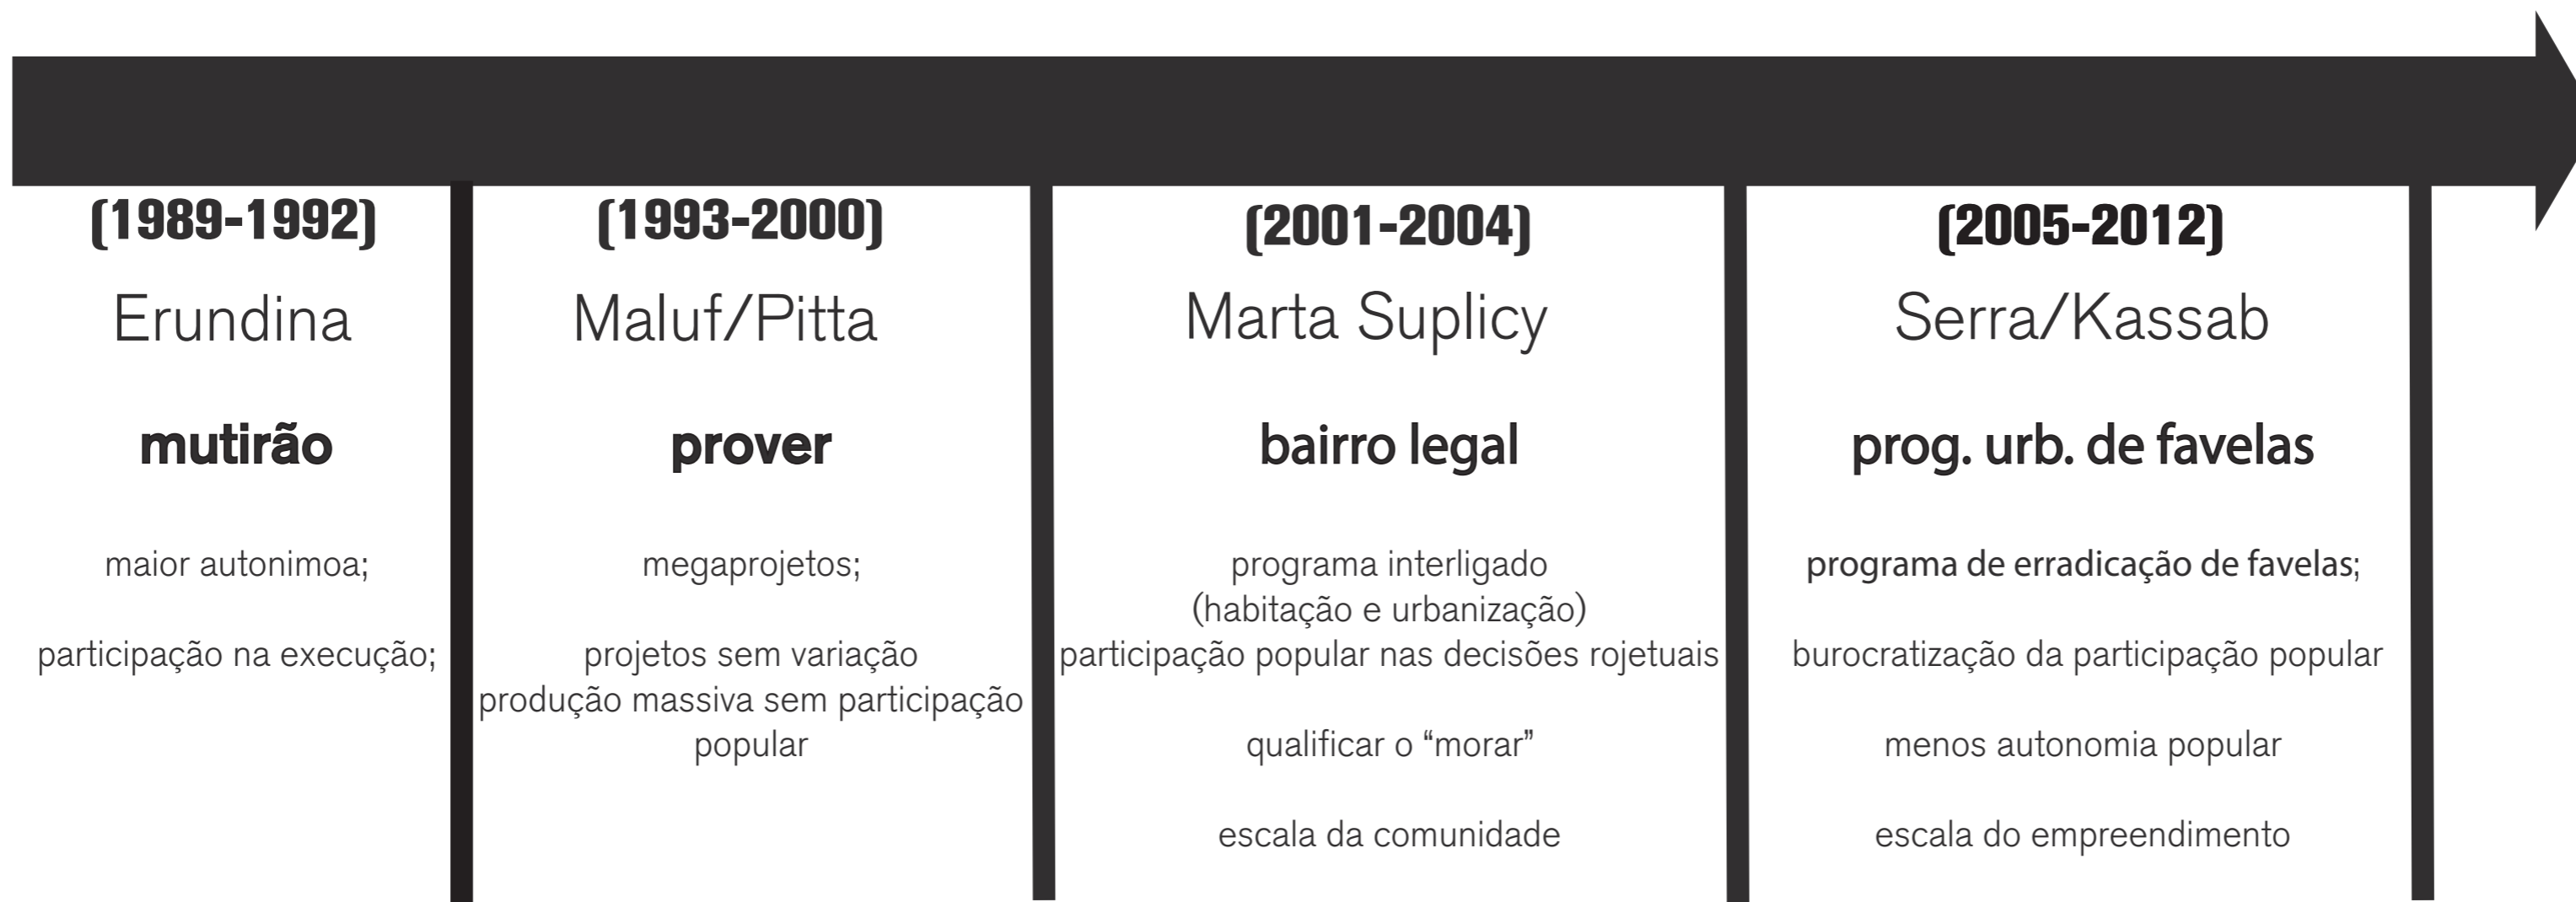 (1989-1992)
Erundina
mutirão
maior autonimoa;
participação na execução;
(1993-2000)
Maluf/Pitta
prover
megaprojetos;
projetos sem variação
produção massiva sem participação
popular
(2001-2004)
Marta Suplicy
bairro legal
programa interligado
(habitação e urbanização)
participação popular nas decisões rojetuais
qualificar o “morar”
escala da comunidade
(2005-2012)
Serra/Kassab
prog. urb. de favelas
programa de erradicação de favelas;
burocratização da participação popular
menos autonomia popular
escala do empreendimento